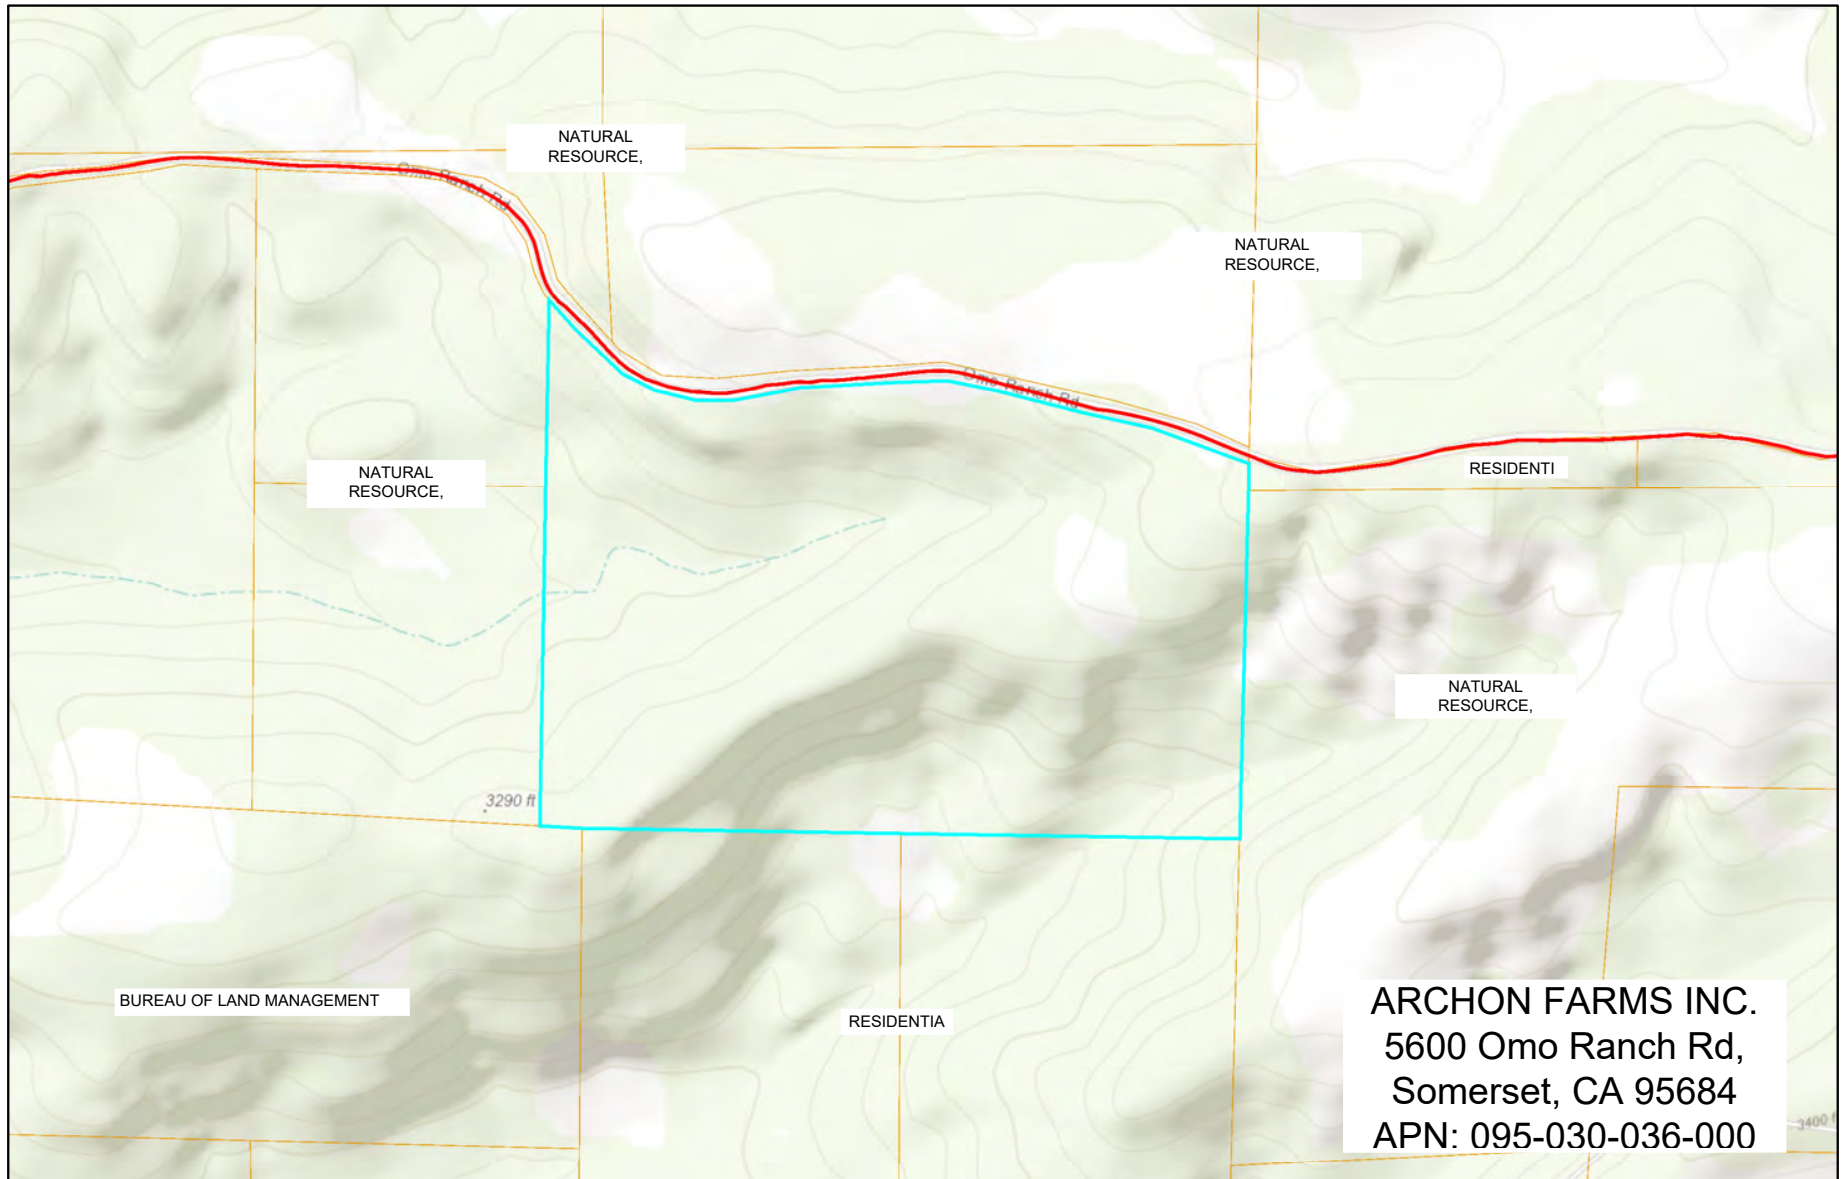 NATURAL
RESOURCE,
Omo Ranch Rd
NATURAL
RESOURCE,
Omo Ranch Rd
NATURAL
RESOURCE,
RESIDENTI
NATURAL
RESOURCE,
3290 ft
BUREAU OF LAND MANAGEMENT
RESIDENTIA
ARCHON FARMS INC.
5600 Omo Ranch Rd,
Somerset, CA 95684
APN: 095-030-036-000
3400 f